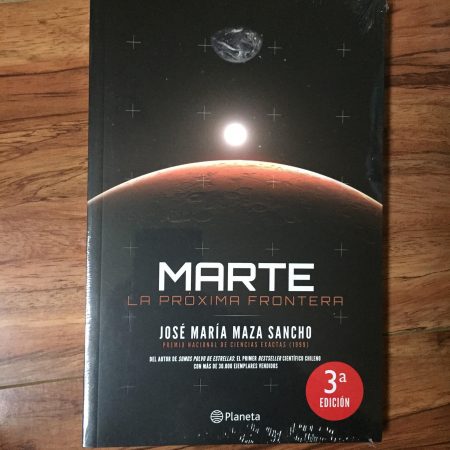 MARTE
LA PRÓXIMA FRONTERA
JOSÉ MARÍA MAZA SANCHO
PREMIO NACIONAL DE CIENCIAS EXACTAS (1999)
DEL AUTOR DE SOMOS POLVO DE ESTRELLAS: EL PRIMER BESTSELLER CIENTÍFICO CHILENO
CON MÁS DE 30.000 EJEMPLARES VENDIDOS
3ª
EDICIÓN
Planeta